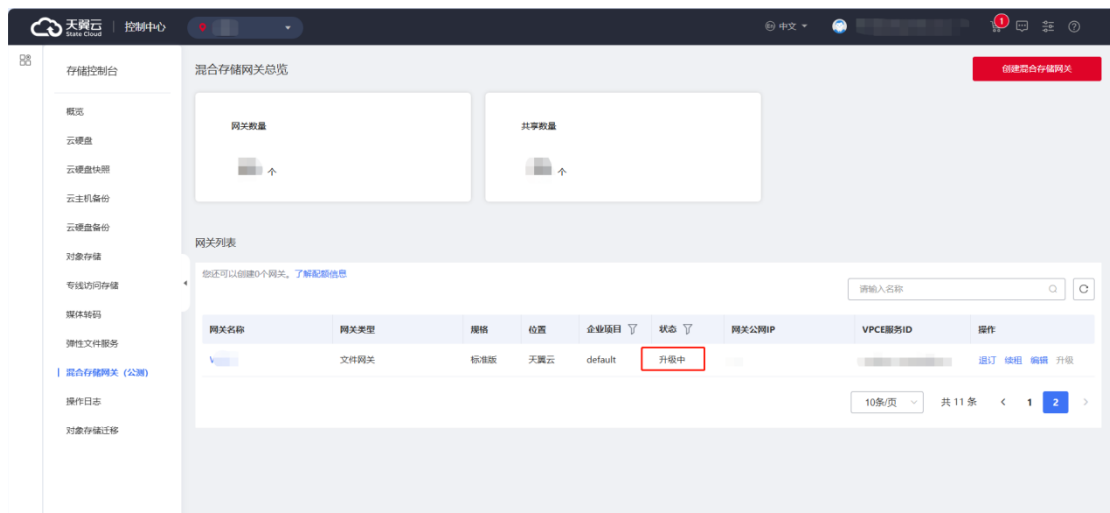 天翼云 控制中心 中文 1
State Cloud
存储控制台
概览
云硬盘
云硬盘快照
云主机备份
云硬盘备份
对象存储
专线访问存储
媒体转码
弹性文件服务
混合存储网关（公测）
操作日志
对象存储迁移
混合存储网关总览 创建混合存储网关
网关数量 共享数量
个 个
网关列表
您还可以创建0个网关。了解配额信息
请输入名称
网关名称 网关类型 规格 位置 企业项目 状态 网关公网IP VPCE服务ID 操作
文件网关 标准版 天翼云 default 升级中 退订 续租 编辑 升级
10条/页 共 11 条 1 2